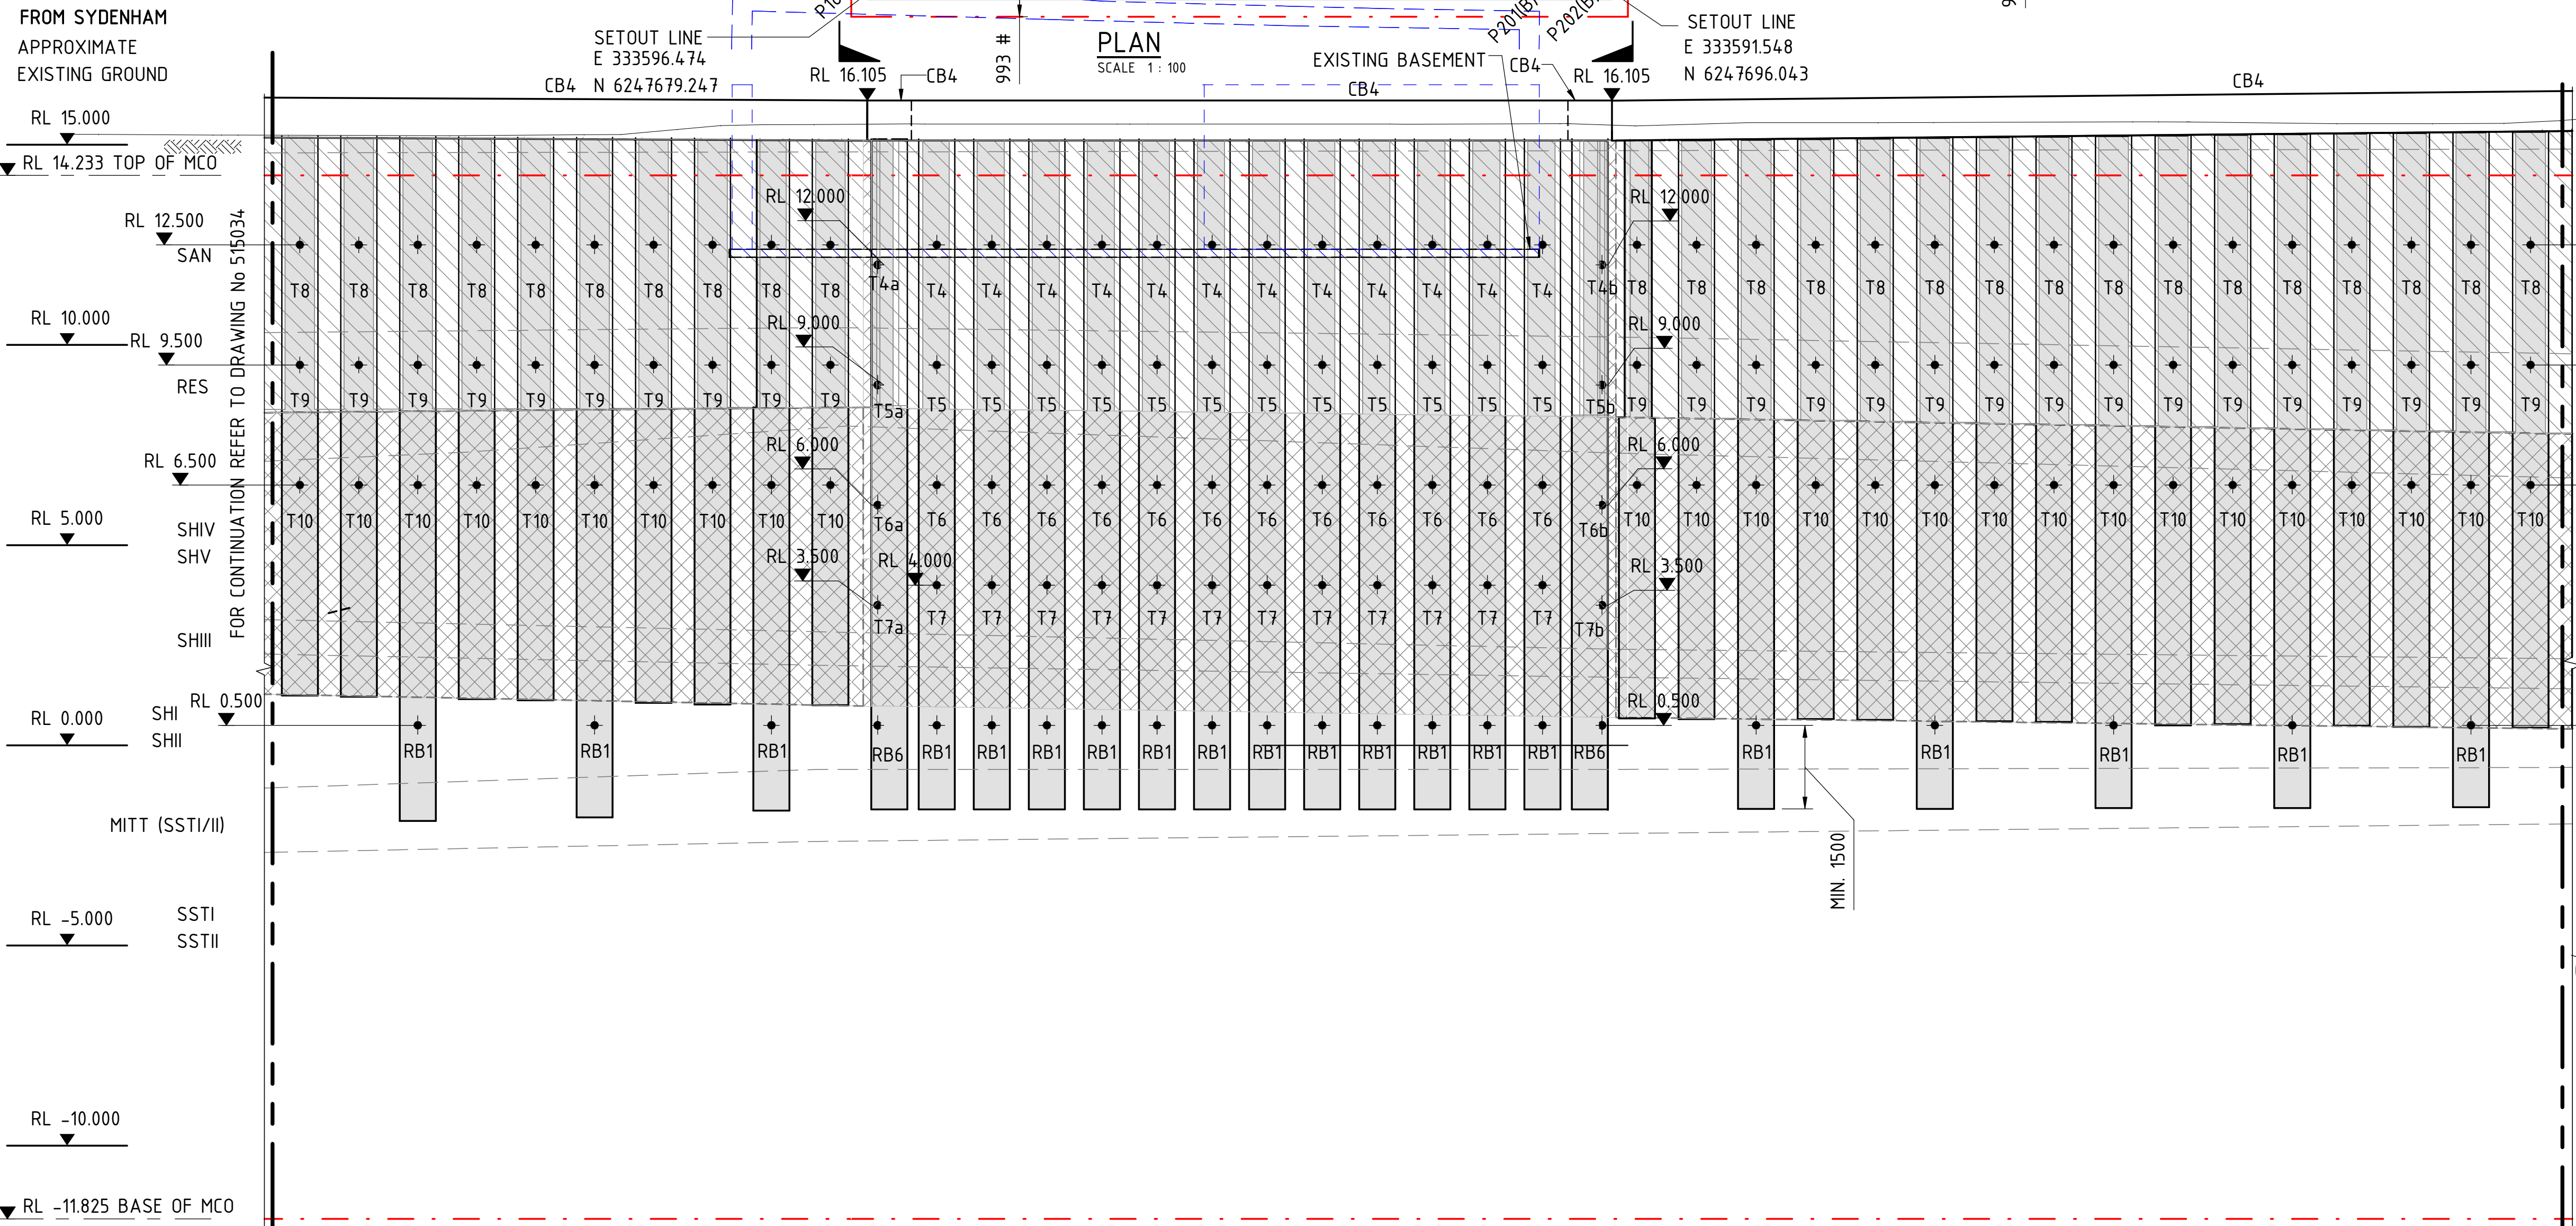 FROM SYDENHAM
APPROXIMATE
EXISTING GROUND
SETOUT LINE
E 333596.474
CB4 N 6247679.247
993 #
PLAN
SCALE 1 : 100
P201(B)
P202(B)
SETOUT LINE
E 333591.548
N 6247696.043
EXISTING BASEMENT
RL 16.105
CB4
CB4
CB4
RL 16.105
CB4
RL 15.000
RL 14.233 TOP OF MCO
RL 12.500
SAN
RL 12.000
RL 12.000
FOR CONTINUATION REFER TO DRAWING No 515034
T8 T8 T8 T8 T8 T8 T8 T8 T8 T8 T4a T4 T4 T4 T4 T4 T4 T4 T4 T4 T4 T4 T4 T4b T8 T8 T8 T8 T8 T8 T8 T8 T8 T8 T8 T8 T8 T8 T8 T8
RL 10.000
RL 9.000
RL 9.000
RL 9.500
RES
T9 T9 T9 T9 T9 T9 T9 T9 T9 T9 T5a T5 T5 T5 T5 T5 T5 T5 T5 T5 T5 T5 T5 T5b T9 T9 T9 T9 T9 T9 T9 T9 T9 T9 T9 T9 T9 T9 T9 T9
RL 6.000
RL 6.000
RL 6.500
RL 5.000
SHIV
SHV
T10 T10 T10 T10 T10 T10 T10 T10 T10 T10 T6a T6 T6 T6 T6 T6 T6 T6 T6 T6 T6 T6 T6 T6b T10 T10 T10 T10 T10 T10 T10 T10 T10 T10 T10 T10 T10 T10 T10 T10
RL 3.500
RL 4.000
RL 3.500
T7a T7 T7 T7 T7 T7 T7 T7 T7 T7 T7 T7 T7 T7b
SHIII
RL 0.500
RL 0.500
RL 0.000
SHI
SHII
RB1 RB1 RB1 RB6 RB1 RB1 RB1 RB1 RB1 RB1 RB1 RB1 RB1 RB1 RB1 RB1 RB6 RB1 RB1 RB1 RB1 RB1
MITT (SSTI/II)
MIN. 1500
RL -5.000
SSTI
SSTII
RL -10.000
RL -11.825 BASE OF MCO